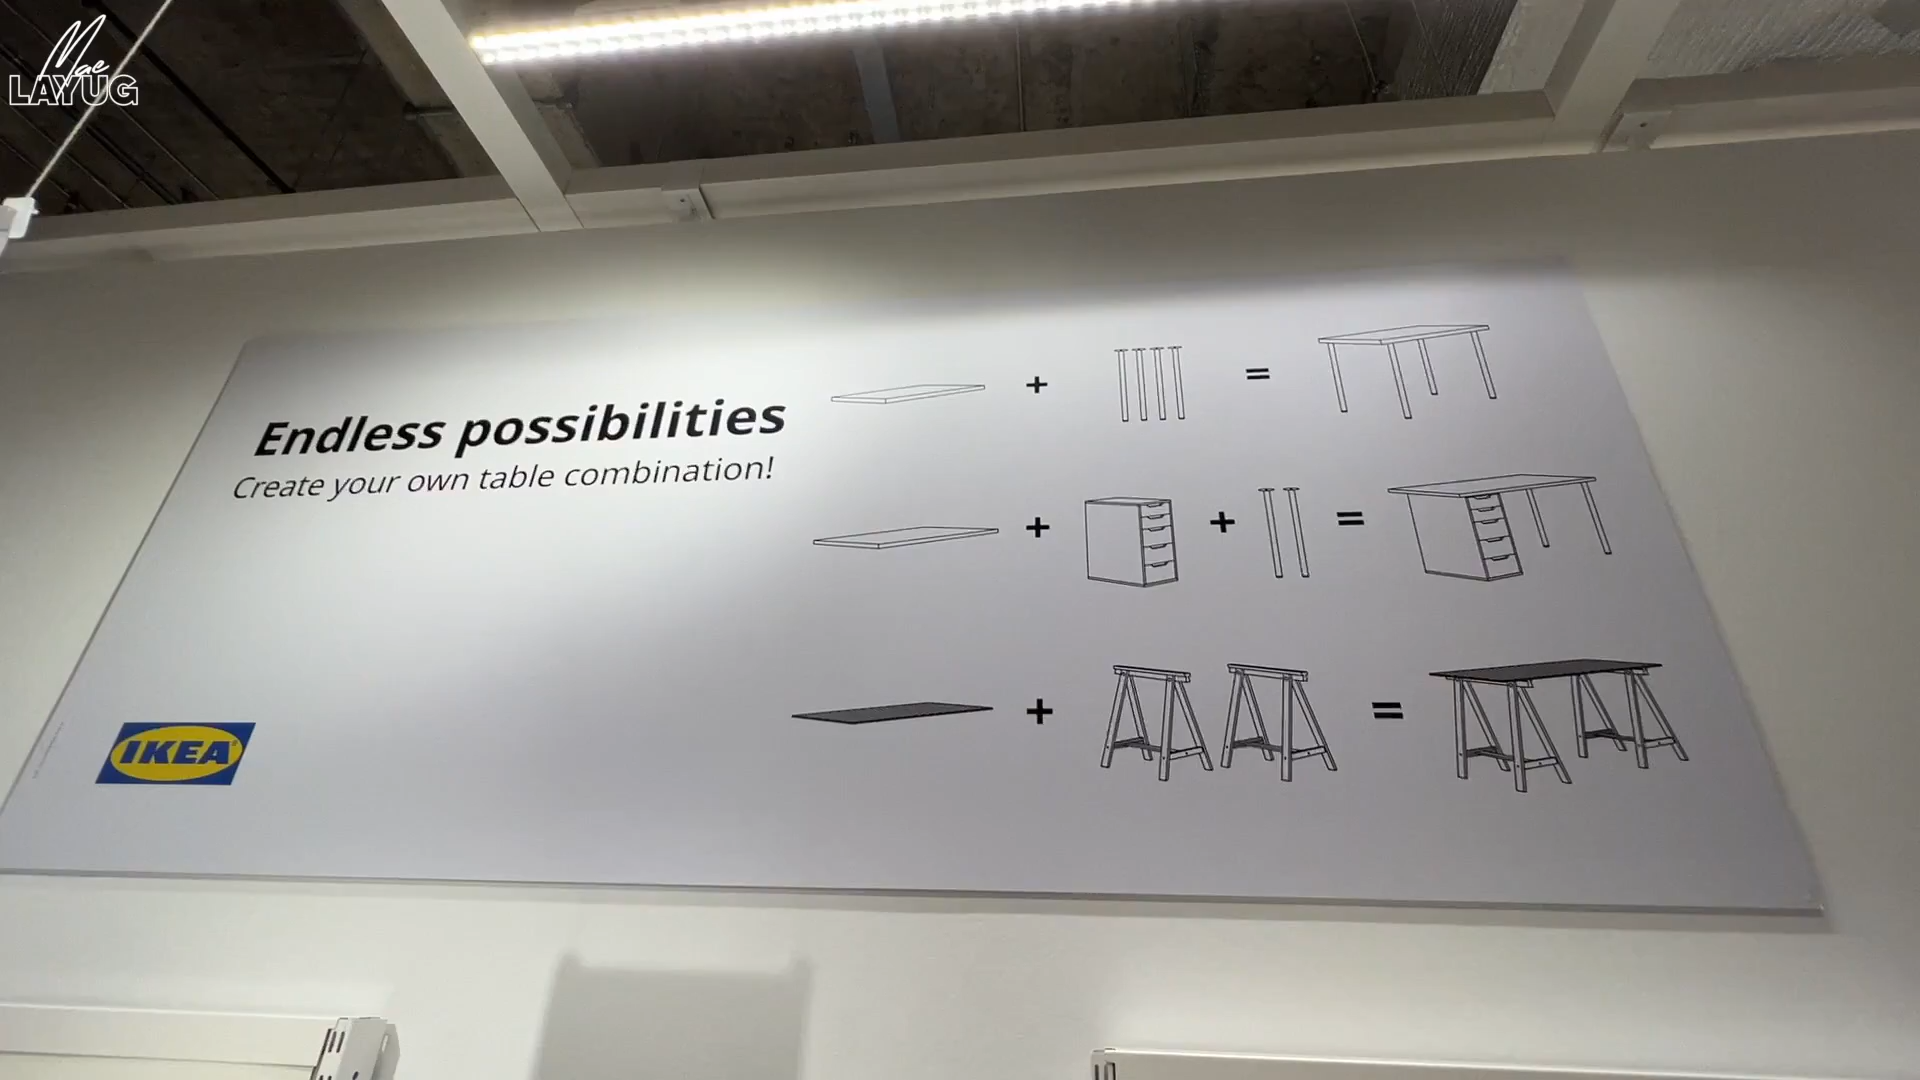 Mae
LAYUG
Endless possibilities
Create your own table combination!
+ =
+ + =
+ =
IKEA®